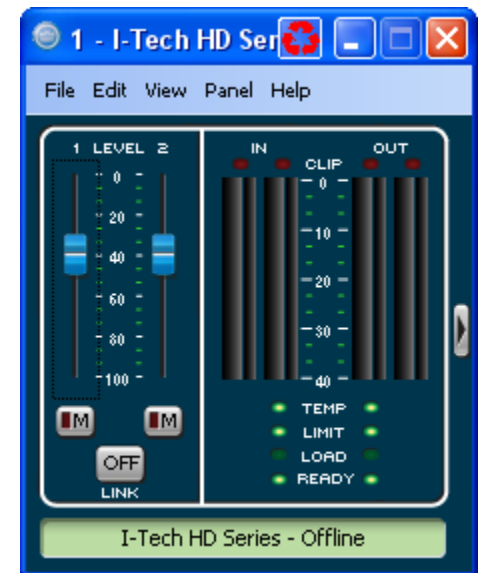 1 - I-Tech HD Ser
File Edit View Panel Help
1 LEVEL 2
0
20
40
60
80
100
M M
OFF
LINK
IN OUT
CLIP
0
10
20
30
40
TEMP
LIMIT
LOAD
READY
I-Tech HD Series - Offline